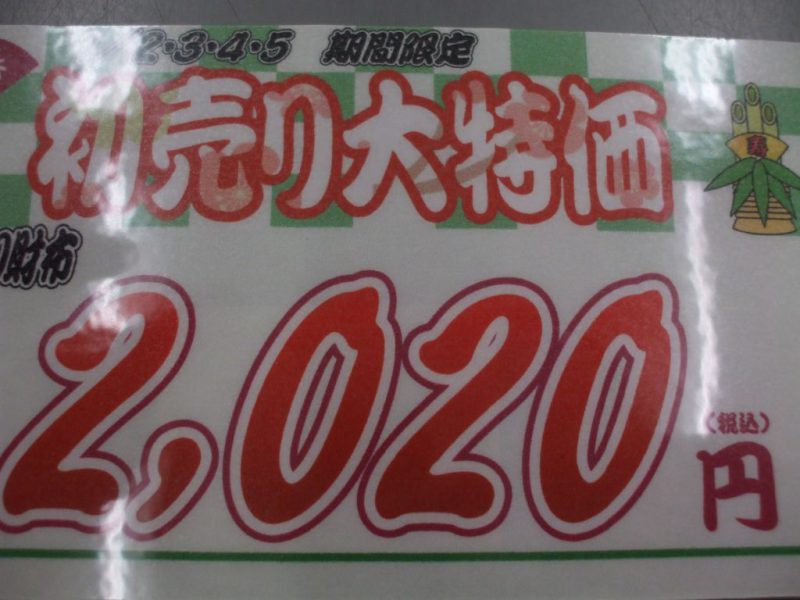 2・3・4・5 期間限定
初売り大特価
財布
2,020
(税込)
円